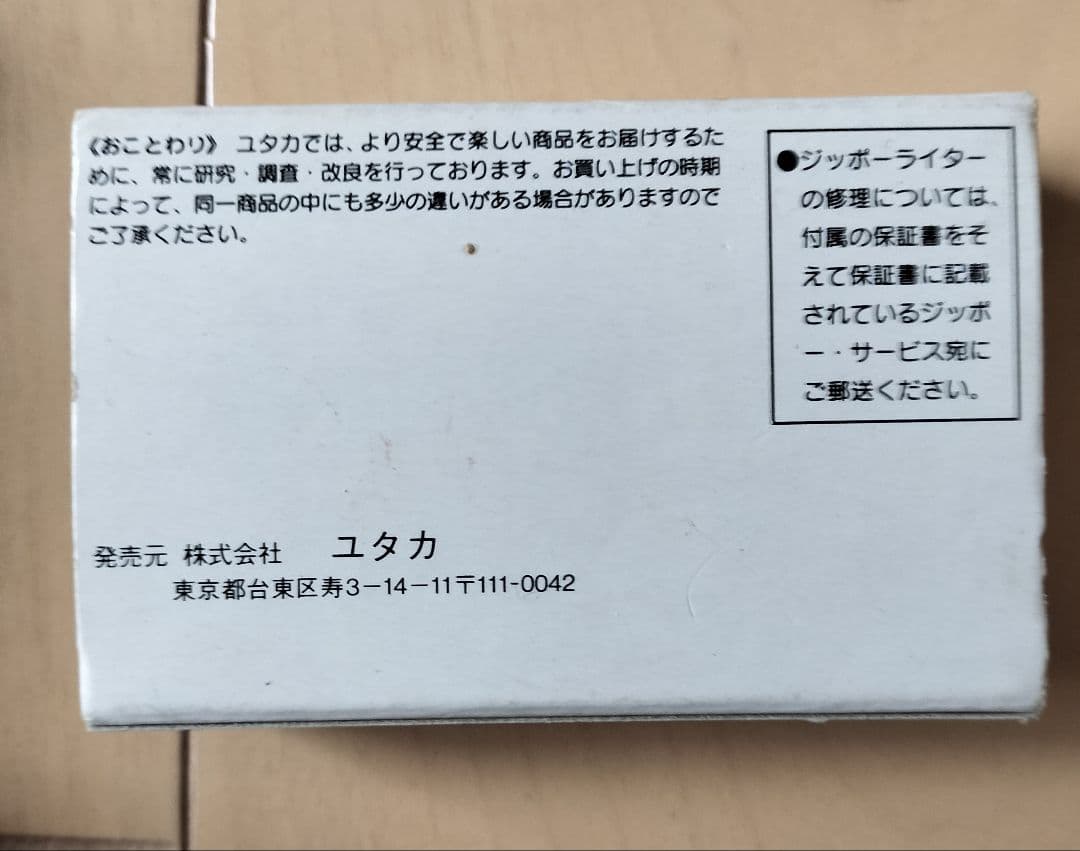 《おことわり》 ユタカでは、より安全で楽しい商品をお届けするた
めに、常に研究・調査・改良を行っております。お買い上げの時期
によって、同一商品の中にも多少の違いがある場合がありますので
ご了承ください。
●ジッポーライター
の修理については、
付属の保証書をそ
えて保証書に記載
されているジッポ
ー・サービス宛に
ご郵送ください。
発売元 株式会社 ユタカ
東京都台東区寿3－14－11〒111-0042